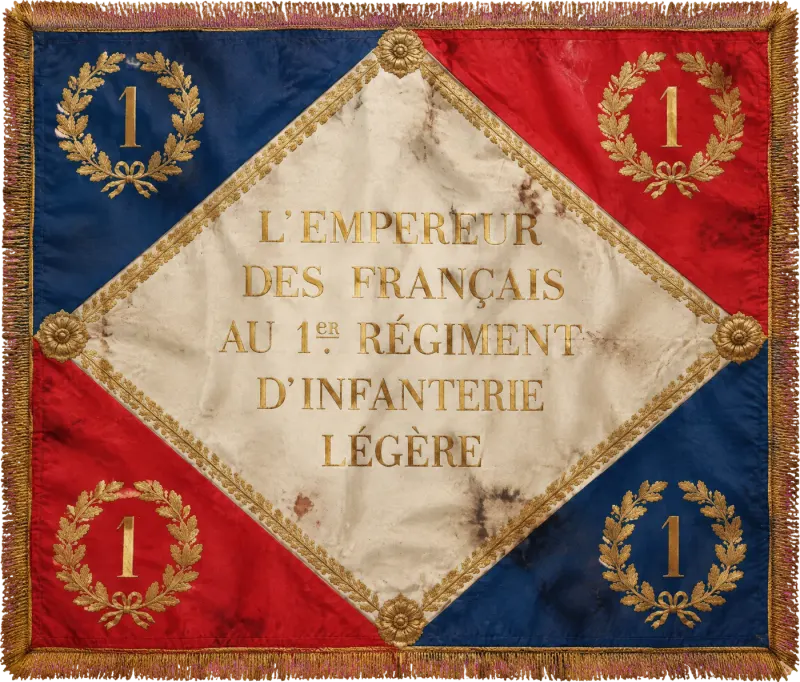 1
1
L'EMPEREUR
DES FRANÇAIS
AU 1ER. RÉGIMENT
D'INFANTERIE
LÉGÈRE
1
1